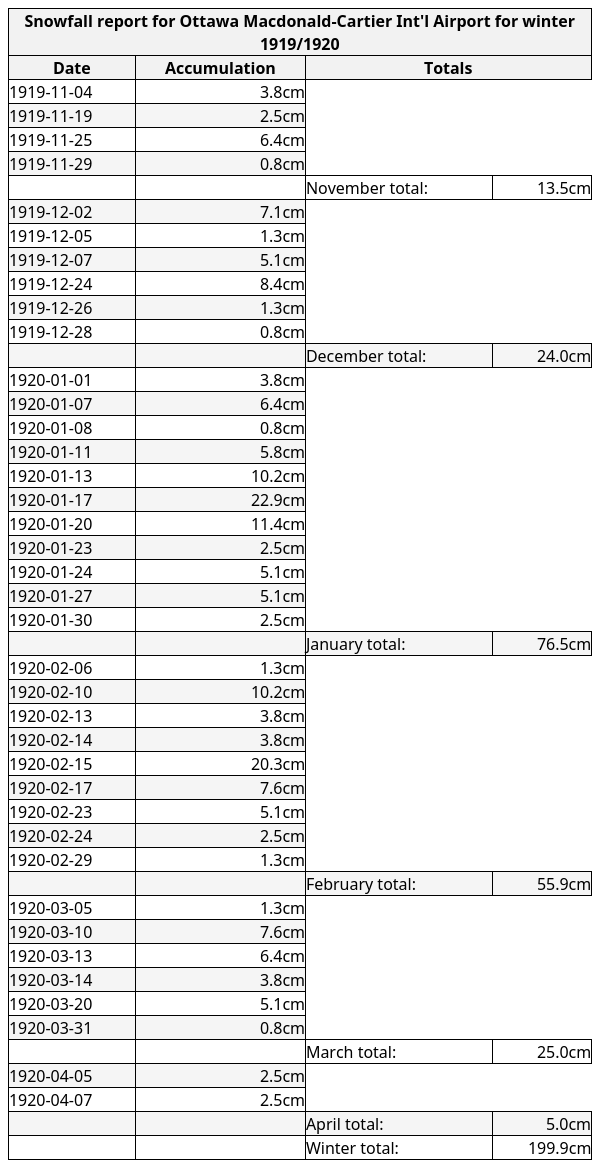 Snowfall report for Ottawa Macdonald-Cartier Int'l Airport for winter
1919/1920
Date Accumulation Totals
1919-11-04 3.8cm
1919-11-19 2.5cm
1919-11-25 6.4cm
1919-11-29 0.8cm
November total: 13.5cm
1919-12-02 7.1cm
1919-12-05 1.3cm
1919-12-07 5.1cm
1919-12-24 8.4cm
1919-12-26 1.3cm
1919-12-28 0.8cm
December total: 24.0cm
1920-01-01 3.8cm
1920-01-07 6.4cm
1920-01-08 0.8cm
1920-01-11 5.8cm
1920-01-13 10.2cm
1920-01-17 22.9cm
1920-01-20 11.4cm
1920-01-23 2.5cm
1920-01-24 5.1cm
1920-01-27 5.1cm
1920-01-30 2.5cm
January total: 76.5cm
1920-02-06 1.3cm
1920-02-10 10.2cm
1920-02-13 3.8cm
1920-02-14 3.8cm
1920-02-15 20.3cm
1920-02-17 7.6cm
1920-02-23 5.1cm
1920-02-24 2.5cm
1920-02-29 1.3cm
February total: 55.9cm
1920-03-05 1.3cm
1920-03-10 7.6cm
1920-03-13 6.4cm
1920-03-14 3.8cm
1920-03-20 5.1cm
1920-03-31 0.8cm
March total: 25.0cm
1920-04-05 2.5cm
1920-04-07 2.5cm
April total: 5.0cm
Winter total: 199.9cm